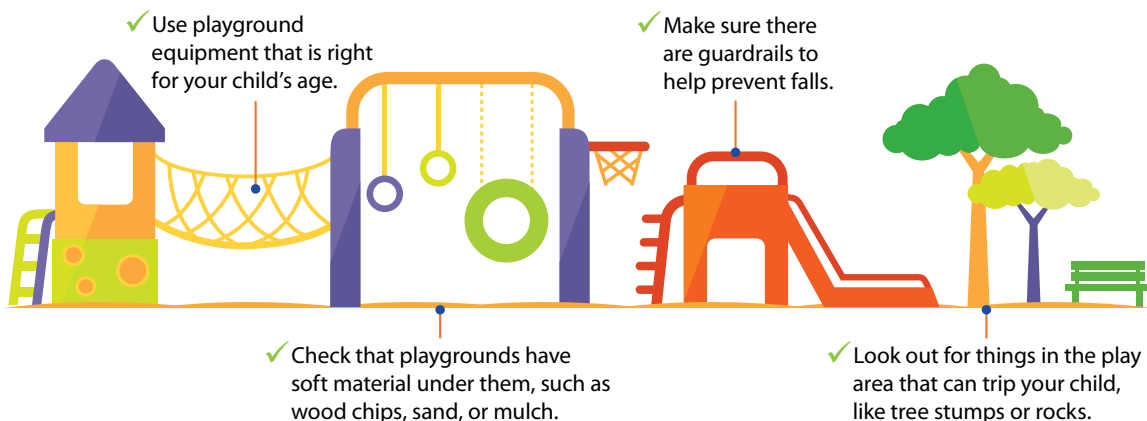 Use playground
equipment that is right
for your child’s age.
Make sure there
are guardrails to
help prevent falls.
Check that playgrounds have
soft material under them, such as
wood chips, sand, or mulch.
Look out for things in the play
area that can trip your child,
like tree stumps or rocks.